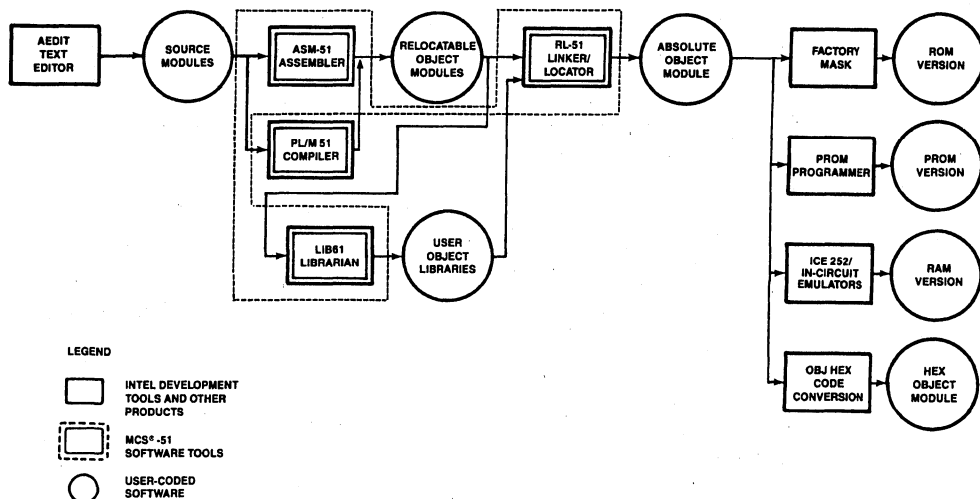 AEDIT
TEXT
EDITOR
SOURCE
MODULES
ASM-51
ASSEMBLER
RELOCATABLE
OBJECT
MODULES
RL-51
LINKER/
LOCATOR
ABSOLUTE
OBJECT
MODULE
FACTORY
MASK
ROM
VERSION
PL/M 51
COMPILER
PROM
PROGRAMMER
PROM
VERSION
LIB61
LIBRARIAN
USER
OBJECT
LIBRARIES
ICE 252/
IN-CIRCUIT
EMULATORS
RAM
VERSION
OBJ HEX
CODE
CONVERSION
HEX
OBJECT
MODULE
LEGEND
INTEL DEVELOPMENT
TOOLS AND OTHER
PRODUCTS
MCS®-51
SOFTWARE TOOLS
USER-CODED
SOFTWARE